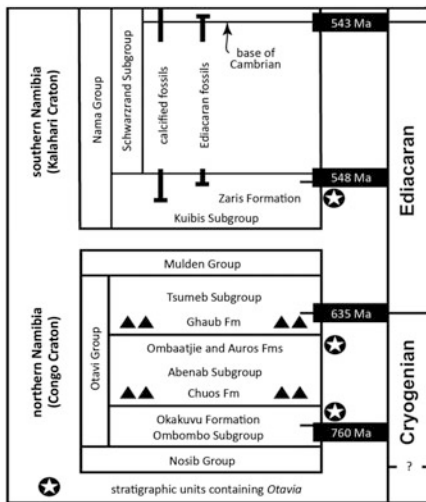 southern Namibia
(Kalahari Craton)
Nama Group
Schwarzrand Subgroup
calcified fossils
Ediacaran fossils
base of
Cambrian
543 Ma
548 Ma
Zaris Formation
Kuibis Subgroup
Ediacaran
northern Namibia
(Congo Craton)
Mulden Group
Otavi Group
Tsumeb Subgroup
Ghaub Fm
635 Ma
Ombaatjie and Auros Fms
Abenab Subgroup
Chuos Fm
Okakuvu Formation
Ombombo Subgroup
760 Ma
Nosib Group
Cryogenian
?
stratigraphic units containing Otavia